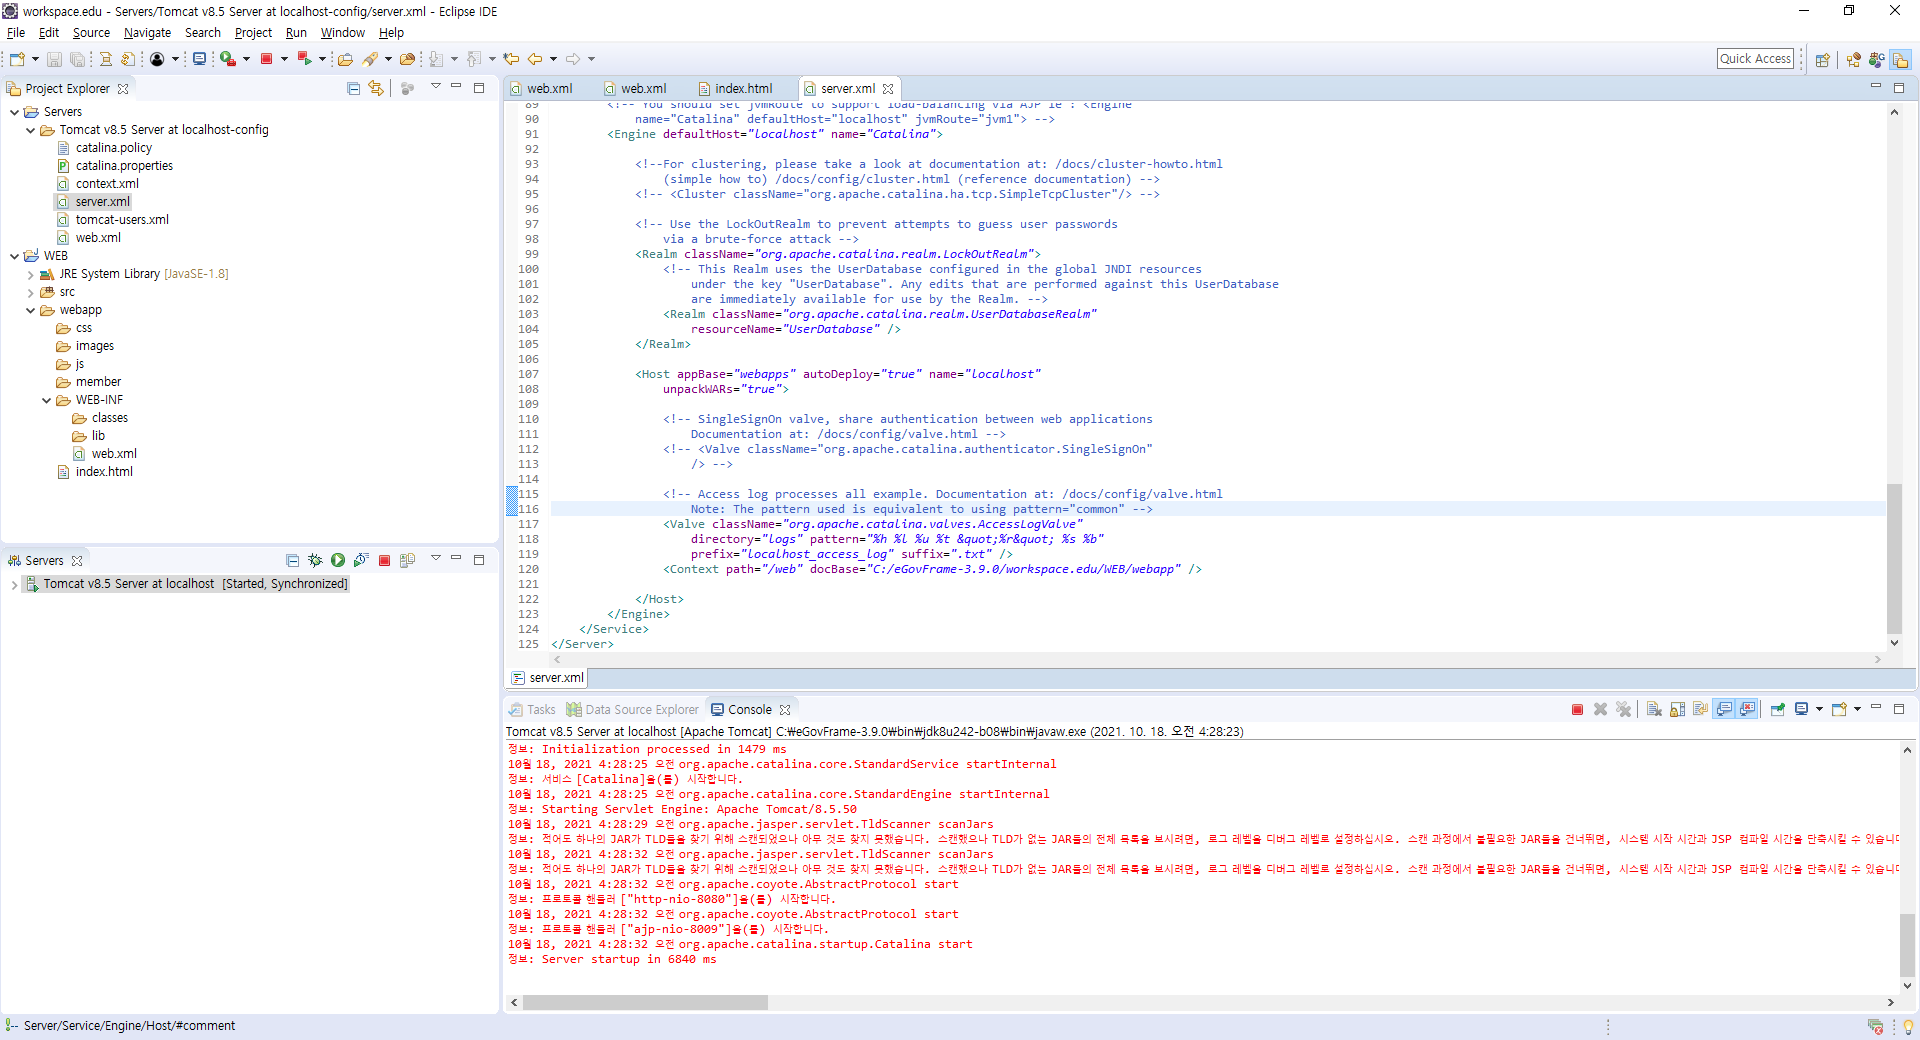 workspace.edu - Servers/Tomcat v8.5 Server at localhost-config/server.xml - Eclipse IDE
File Edit Source Navigate Search Project Run Window Help
Quick Access
Project Explorer
Servers
Tomcat v8.5 Server at localhost-config
catalina.policy
catalina.properties
context.xml
server.xml
tomcat-users.xml
web.xml
WEB
JRE System Library [JavaSE-1.8]
src
webapp
css
images
js
member
WEB-INF
classes
lib
web.xml
index.html
Servers
Tomcat v8.5 Server at localhost [Started, Synchronized]
web.xml web.xml index.html server.xml
89 <!-- You should set jvmRoute to support load-balancing via AJP ie : <Engine
90 name="Catalina" defaultHost="localhost" jvmRoute="jvm1"> -->
91 <Engine defaultHost="localhost" name="Catalina">
92
93 <!--For clustering, please take a look at documentation at: /docs/cluster-howto.html
94 (simple how to) /docs/config/cluster.html (reference documentation) -->
95 <!-- <Cluster className="org.apache.catalina.ha.tcp.SimpleTcpCluster"/> -->
96
97 <!-- Use the LockOutRealm to prevent attempts to guess user passwords
98 via a brute-force attack -->
99 <Realm className="org.apache.catalina.realm.LockOutRealm">
100 <!-- This Realm uses the UserDatabase configured in the global JNDI resources
101 under the key "UserDatabase". Any edits that are performed against this UserDatabase
102 are immediately available for use by the Realm. -->
103 <Realm className="org.apache.catalina.realm.UserDatabaseRealm"
104 resourceName="UserDatabase" />
105 </Realm>
106
107 <Host appBase="webapps" autoDeploy="true" name="localhost"
108 unpackWARs="true">
109
110 <!-- SingleSignOn valve, share authentication between web applications
111 Documentation at: /docs/config/valve.html -->
112 <!-- <Valve className="org.apache.catalina.authenticator.SingleSignOn"
113 /> -->
114
115 <!-- Access log processes all example. Documentation at: /docs/config/valve.html
116 Note: The pattern used is equivalent to using pattern="common" -->
117 <Valve className="org.apache.catalina.valves.AccessLogValve"
118 directory="logs" pattern="%h %l %u %t &quot;%r&quot; %s %b"
119 prefix="localhost_access_log" suffix=".txt" />
120 <Context path="/web" docBase="C:/eGovFrame-3.9.0/workspace.edu/WEB/webapp" />
121
122 </Host>
123 </Engine>
124 </Service>
125 </Server>
server.xml
Tasks Data Source Explorer Console
Tomcat v8.5 Server at localhost [Apache Tomcat] C:₩eGovFrame-3.9.0₩bin₩jdk8u242-b08₩bin₩javaw.exe (2021. 10. 18. 오전 4:28:23)
정보: Initialization processed in 1479 ms
10월 18, 2021 4:28:25 오전 org.apache.catalina.core.StandardService startInternal
정보: 서비스 [Catalina]을(를) 시작합니다.
10월 18, 2021 4:28:25 오전 org.apache.catalina.core.StandardEngine startInternal
정보: Starting Servlet Engine: Apache Tomcat/8.5.50
10월 18, 2021 4:28:29 오전 org.apache.jasper.servlet.TldScanner scanJars
정보: 적어도 하나의 JAR가 TLD들을 찾기 위해 스캔되었으나 아무 것도 찾지 못했습니다. 스캔했으나 TLD가 없는 JAR들의 전체 목록을 보시려면, 로그 레벨을 디버그 레벨로 설정하십시오. 스캔 과정에서 불필요한 JAR들을 건너뛰면, 시스템 시작 시간과 JSP 컴파일 시간을 단축시킬 수 있습니다
10월 18, 2021 4:28:32 오전 org.apache.jasper.servlet.TldScanner scanJars
정보: 적어도 하나의 JAR가 TLD들을 찾기 위해 스캔되었으나 아무 것도 찾지 못했습니다. 스캔했으나 TLD가 없는 JAR들의 전체 목록을 보시려면, 로그 레벨을 디버그 레벨로 설정하십시오. 스캔 과정에서 불필요한 JAR들을 건너뛰면, 시스템 시작 시간과 JSP 컴파일 시간을 단축시킬 수 있습니다
10월 18, 2021 4:28:32 오전 org.apache.coyote.AbstractProtocol start
정보: 프로토콜 핸들러 ["http-nio-8080"]을(를) 시작합니다.
10월 18, 2021 4:28:32 오전 org.apache.coyote.AbstractProtocol start
정보: 프로토콜 핸들러 ["ajp-nio-8009"]을(를) 시작합니다.
10월 18, 2021 4:28:32 오전 org.apache.catalina.startup.Catalina start
정보: Server startup in 6840 ms
Server/Service/Engine/Host/#comment